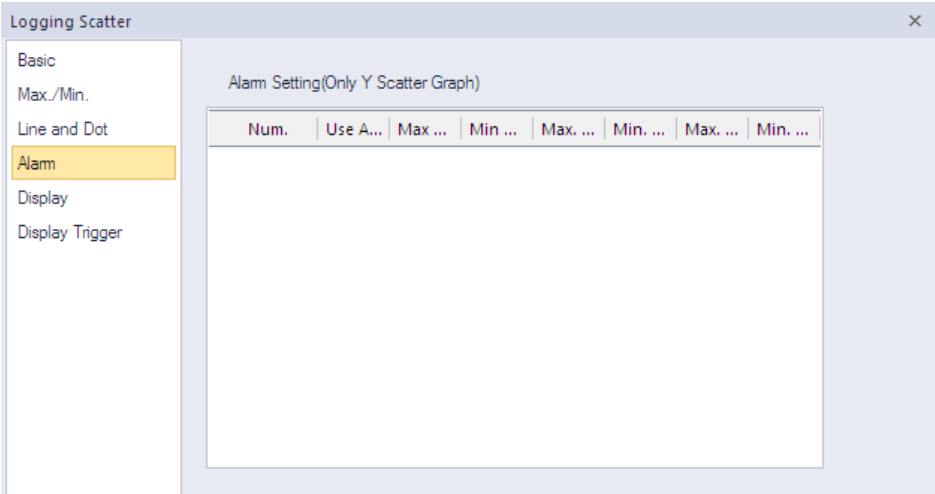 Logging Scatter
Basic
Max./Min.
Line and Dot
Alarm
Display
Display Trigger
Alarm Setting(Only Y Scatter Graph)
Num. Use A... Max ... Min ... Max. ... Min. ... Max. ... Min. ...